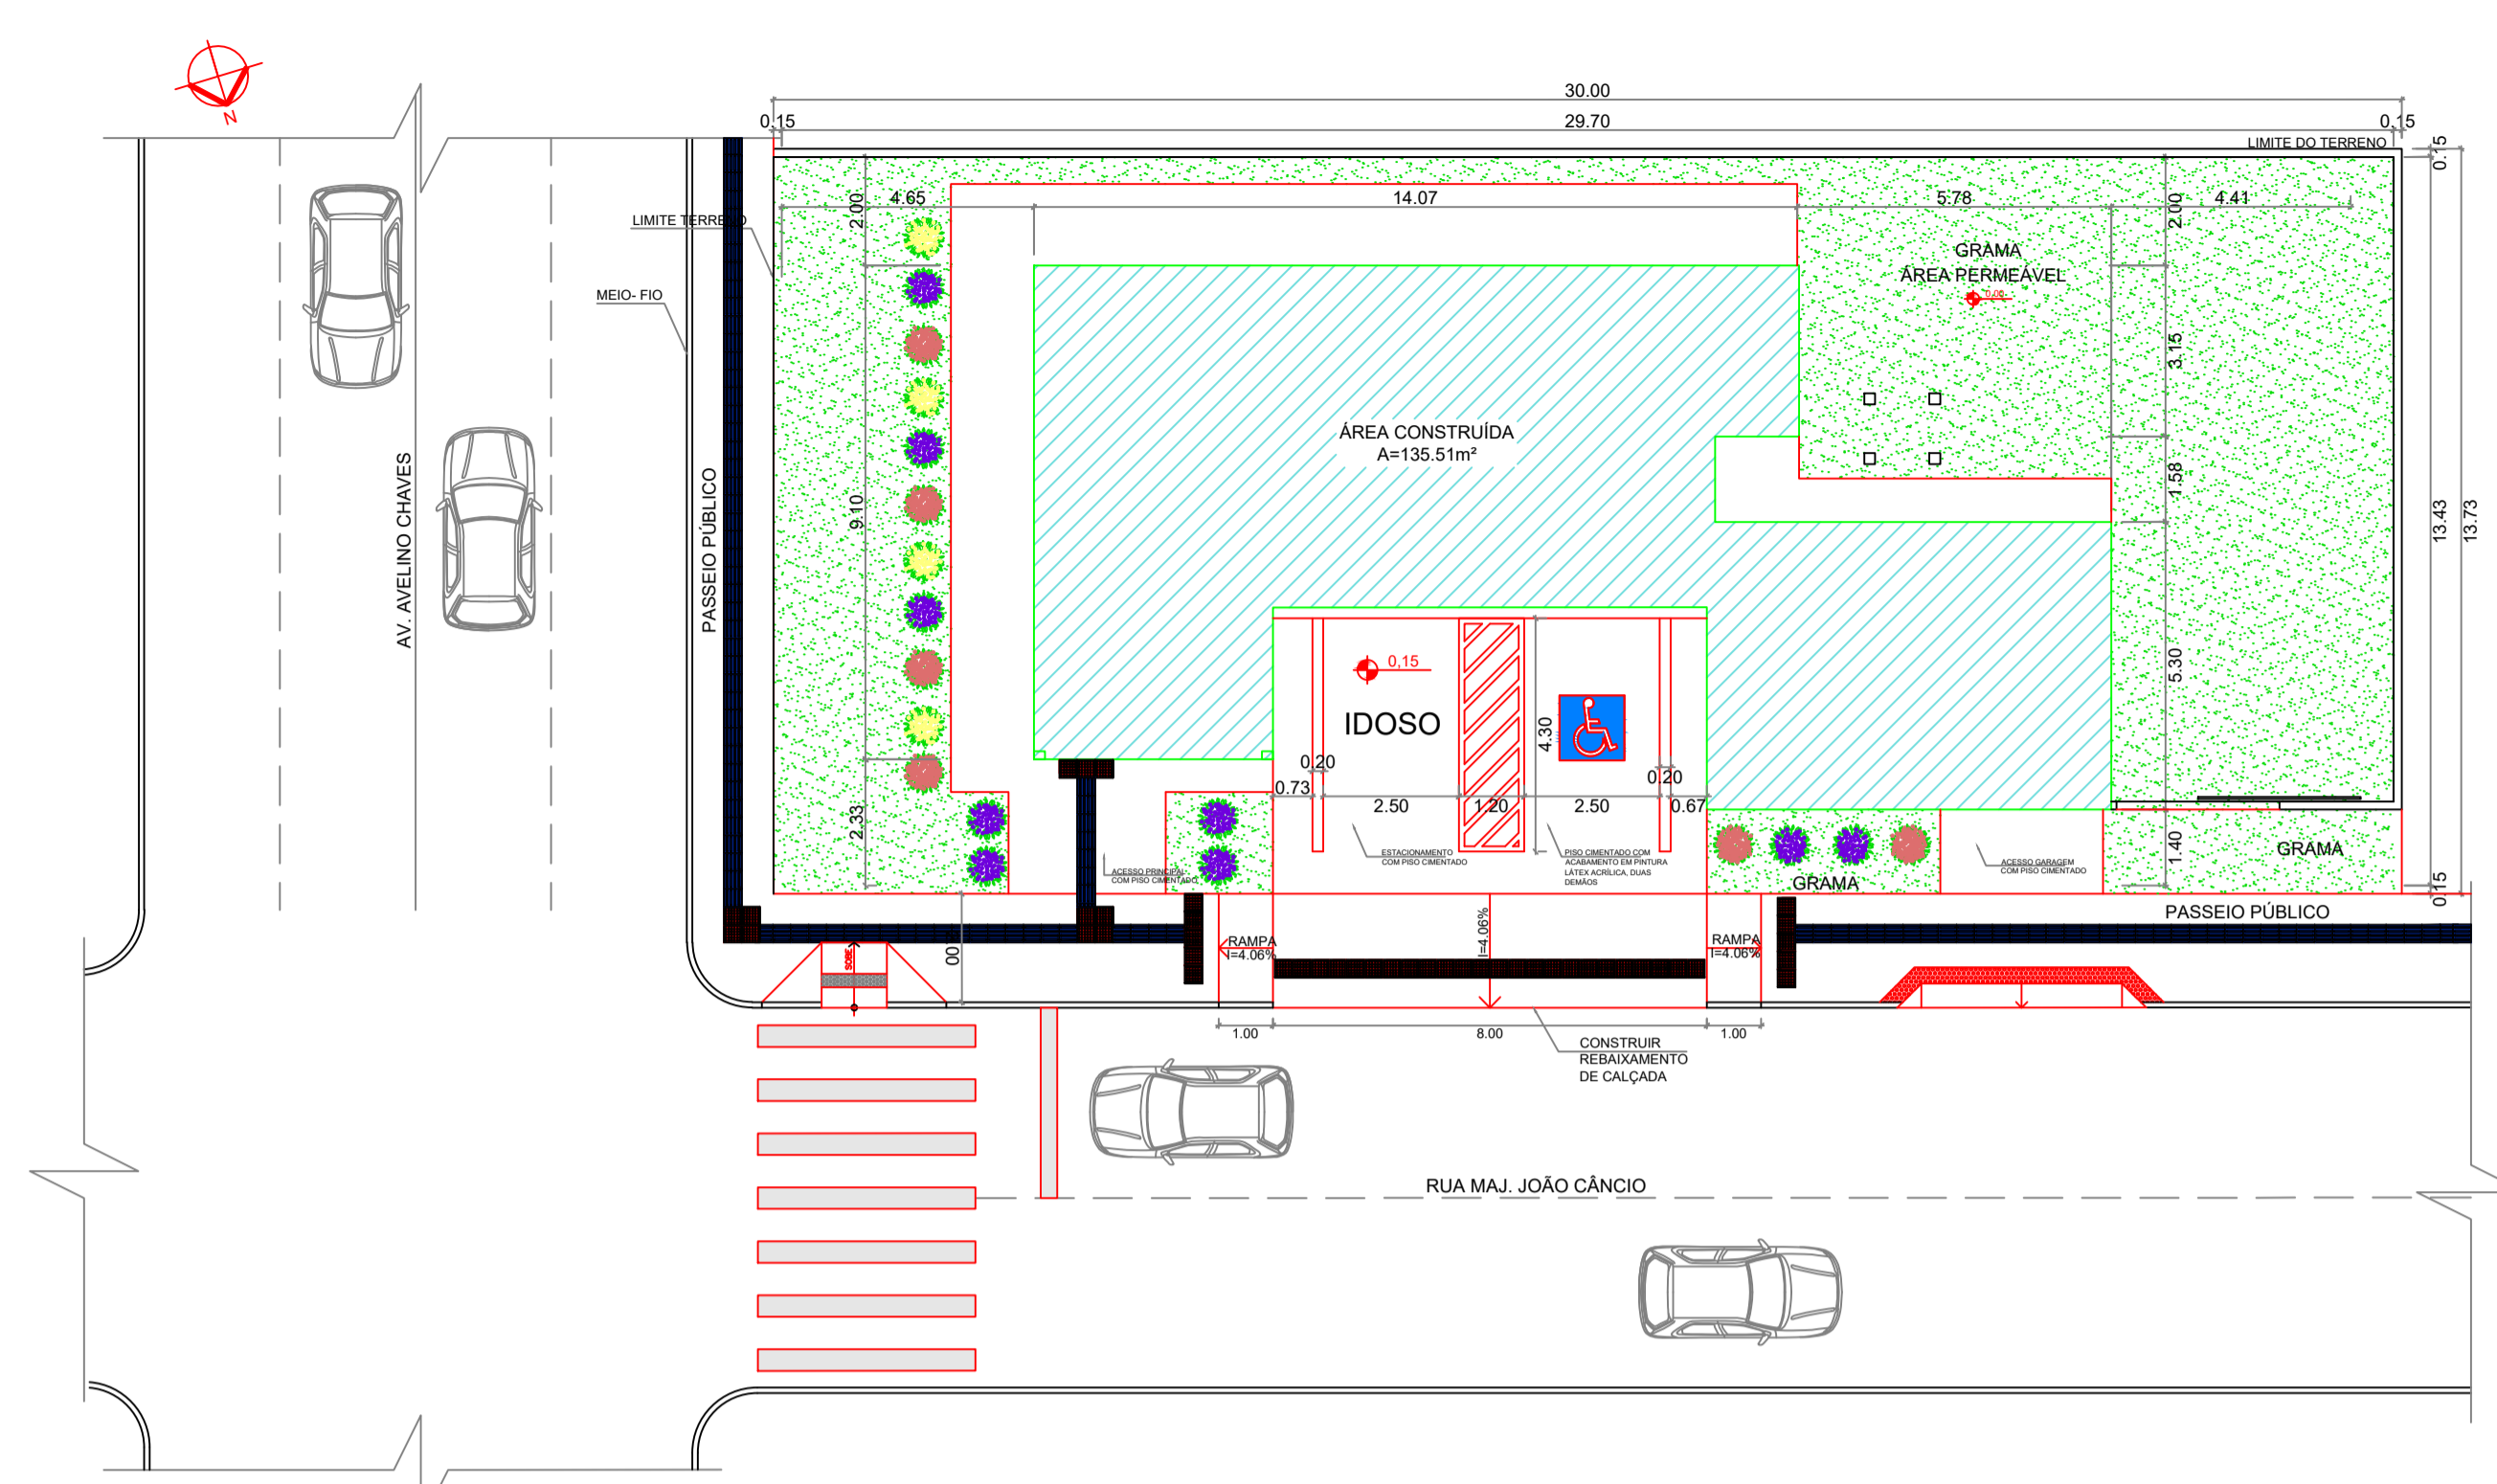 N
30.00
0.15
29.70
0.15
LIMITE DO TERRENO
0.15
4.65
14.07
5.78
4.41
2.00
2.00
LIMITE TERRENO
GRAMA
ÁREA PERMEÁVEL
0,00
MEIO- FIO
3.15
ÁREA CONSTRUÍDA
A=135.51m²
AV. AVELINO CHAVES
PASSEIO PÚBLICO
9.10
1.58
13.43
13.73
0,15
IDOSO
4.30
5.30
0.20
0.20
0.73
2.50
1.20
2.50
0.67
2.33
ESTACIONAMENTO
COM PISO CIMENTADO
PISO CIMENTADO COM
ACABAMENTO EM PINTURA
LÁTEX ACRÍLICA, DUAS
DEMÃOS
ACESSO PRINCIPAL
COM PISO CIMENTADO
ACESSO GARAGEM
COM PISO CIMENTADO
1.40
GRAMA
GRAMA
0.15
PASSEIO PÚBLICO
SOBE
RAMPA
I=4.06%
I=4.06%
RAMPA
I=4.06%
1.00
8.00
1.00
CONSTRUIR
REBAIXAMENTO
DE CALÇADA
RUA MAJ. JOÃO CÂNCIO